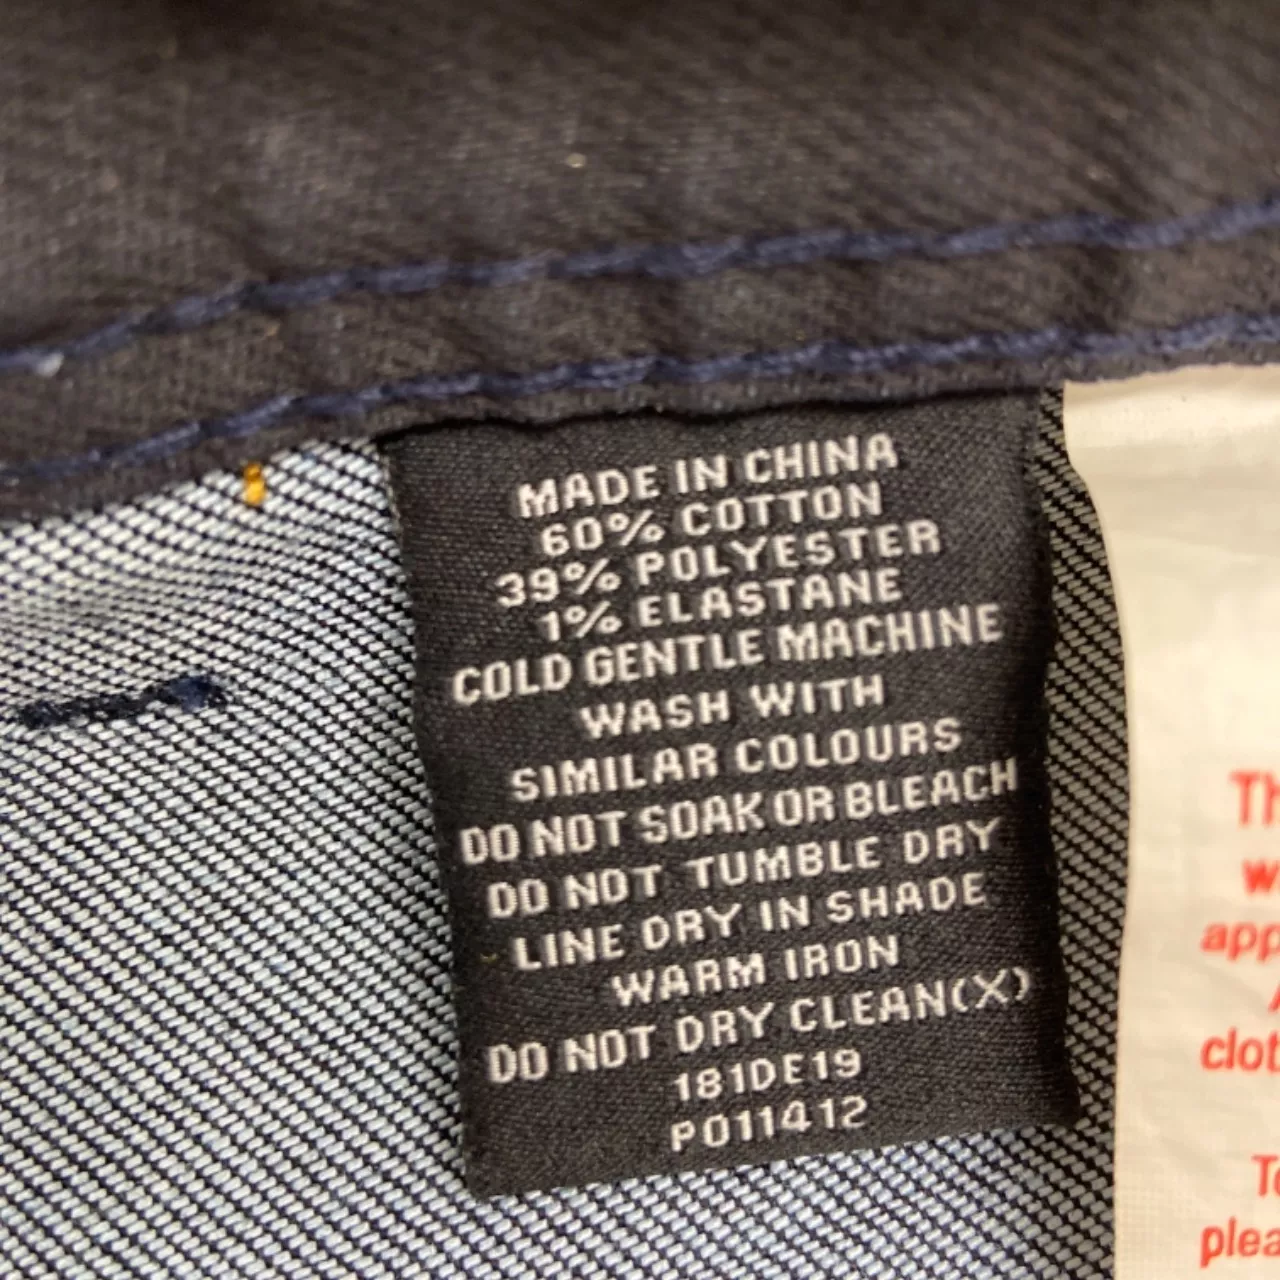 MADE IN CHINA
60% COTTON
39% POLYESTER
1% ELASTANE
COLD GENTLE MACHINE
WASH WITH
SIMILAR COLOURS
DO NOT SOAK OR BLEACH
DO NOT TUMBLE DRY
LINE DRY IN SHADE
WARM IRON
DO NOT DRY CLEAN(X)
181DE19
P011412